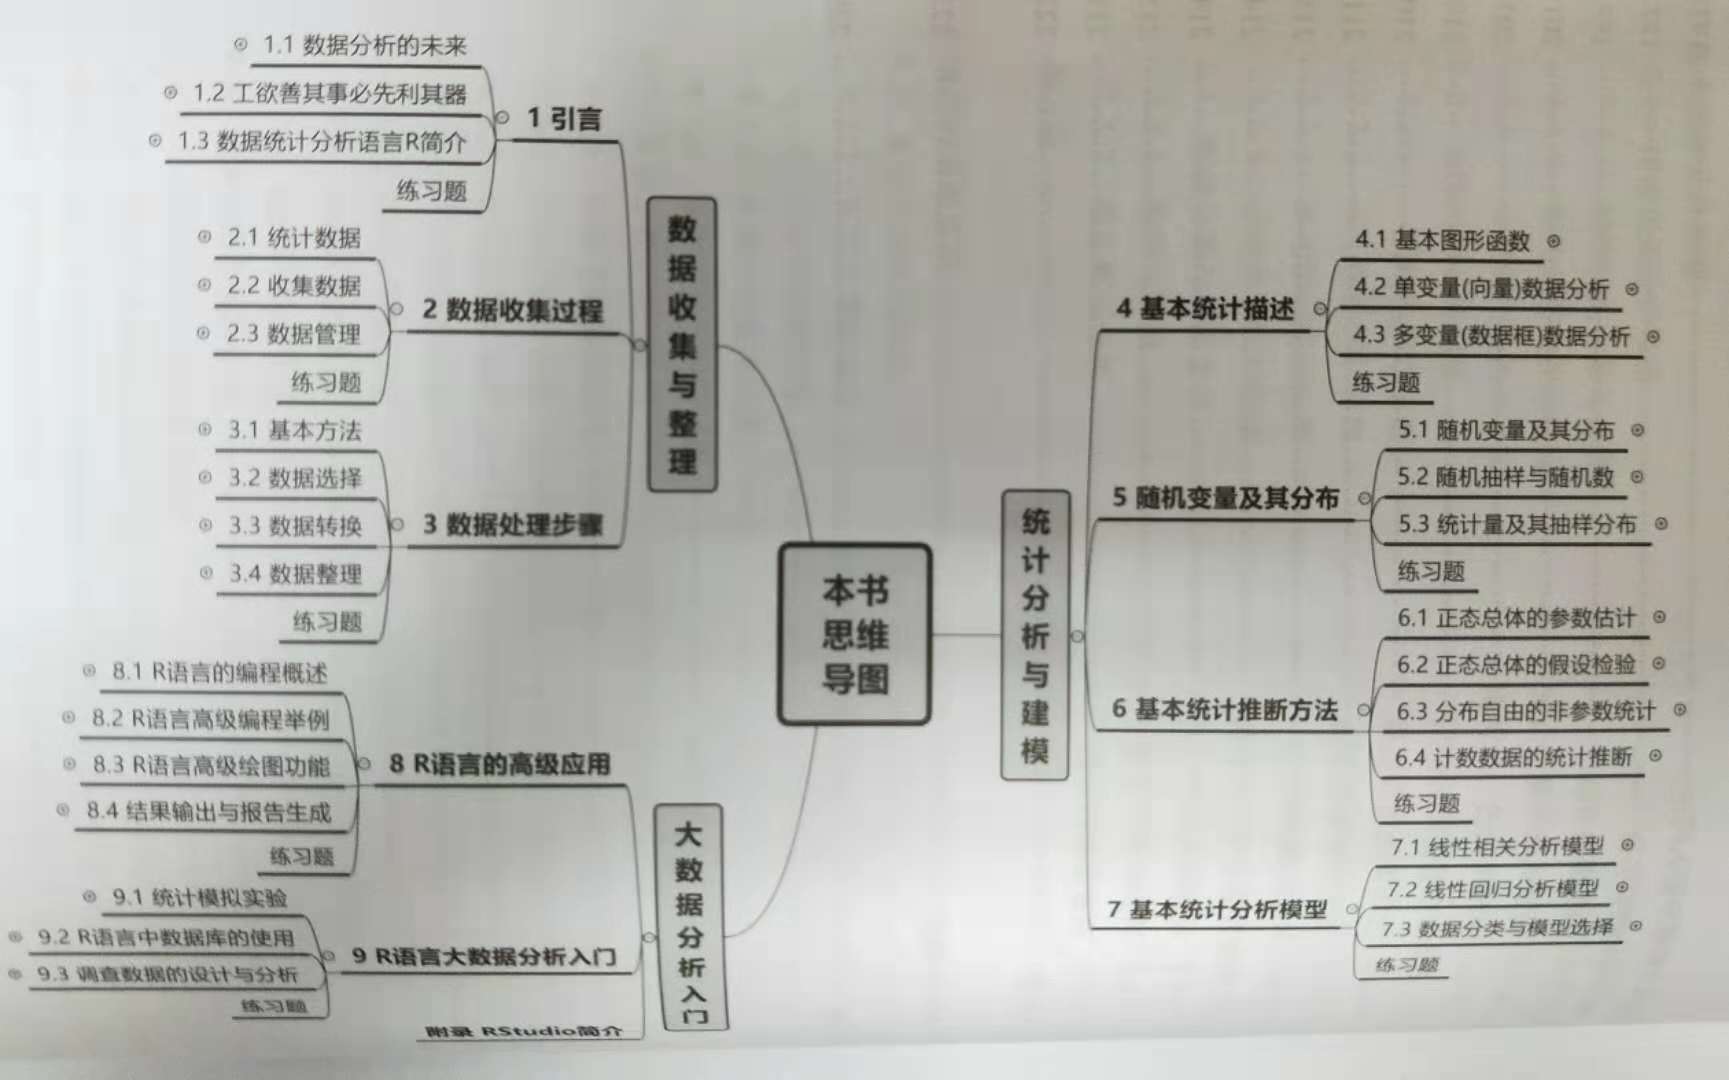 本书
思维
导图
数据收集与整理
1 引言
1.1 数据分析的未来
1.2 工欲善其事必先利其器
1.3 数据统计分析语言R简介
练习题
2 数据收集过程
2.1 统计数据
2.2 收集数据
2.3 数据管理
练习题
3 数据处理步骤
3.1 基本方法
3.2 数据选择
3.3 数据转换
3.4 数据整理
练习题
统计分析与建模
4 基本统计描述
4.1 基本图形函数
4.2 单变量(向量)数据分析
4.3 多变量(数据框)数据分析
练习题
5 随机变量及其分布
5.1 随机变量及其分布
5.2 随机抽样与随机数
5.3 统计量及其抽样分布
练习题
6 基本统计推断方法
6.1 正态总体的参数估计
6.2 正态总体的假设检验
6.3 分布自由的非参数统计
6.4 计数数据的统计推断
练习题
7 基本统计分析模型
7.1 线性相关分析模型
7.2 线性回归分析模型
7.3 数据分类与模型选择
练习题
大数据分析入门
8 R语言的高级应用
8.1 R语言的编程概述
8.2 R语言高级编程举例
8.3 R语言高级绘图功能
8.4 结果输出与报告生成
练习题
9 R语言大数据分析入门
9.1 统计模拟实验
9.2 R语言中数据库的使用
9.3 调查数据的设计与分析
练习题
附录 RStudio简介